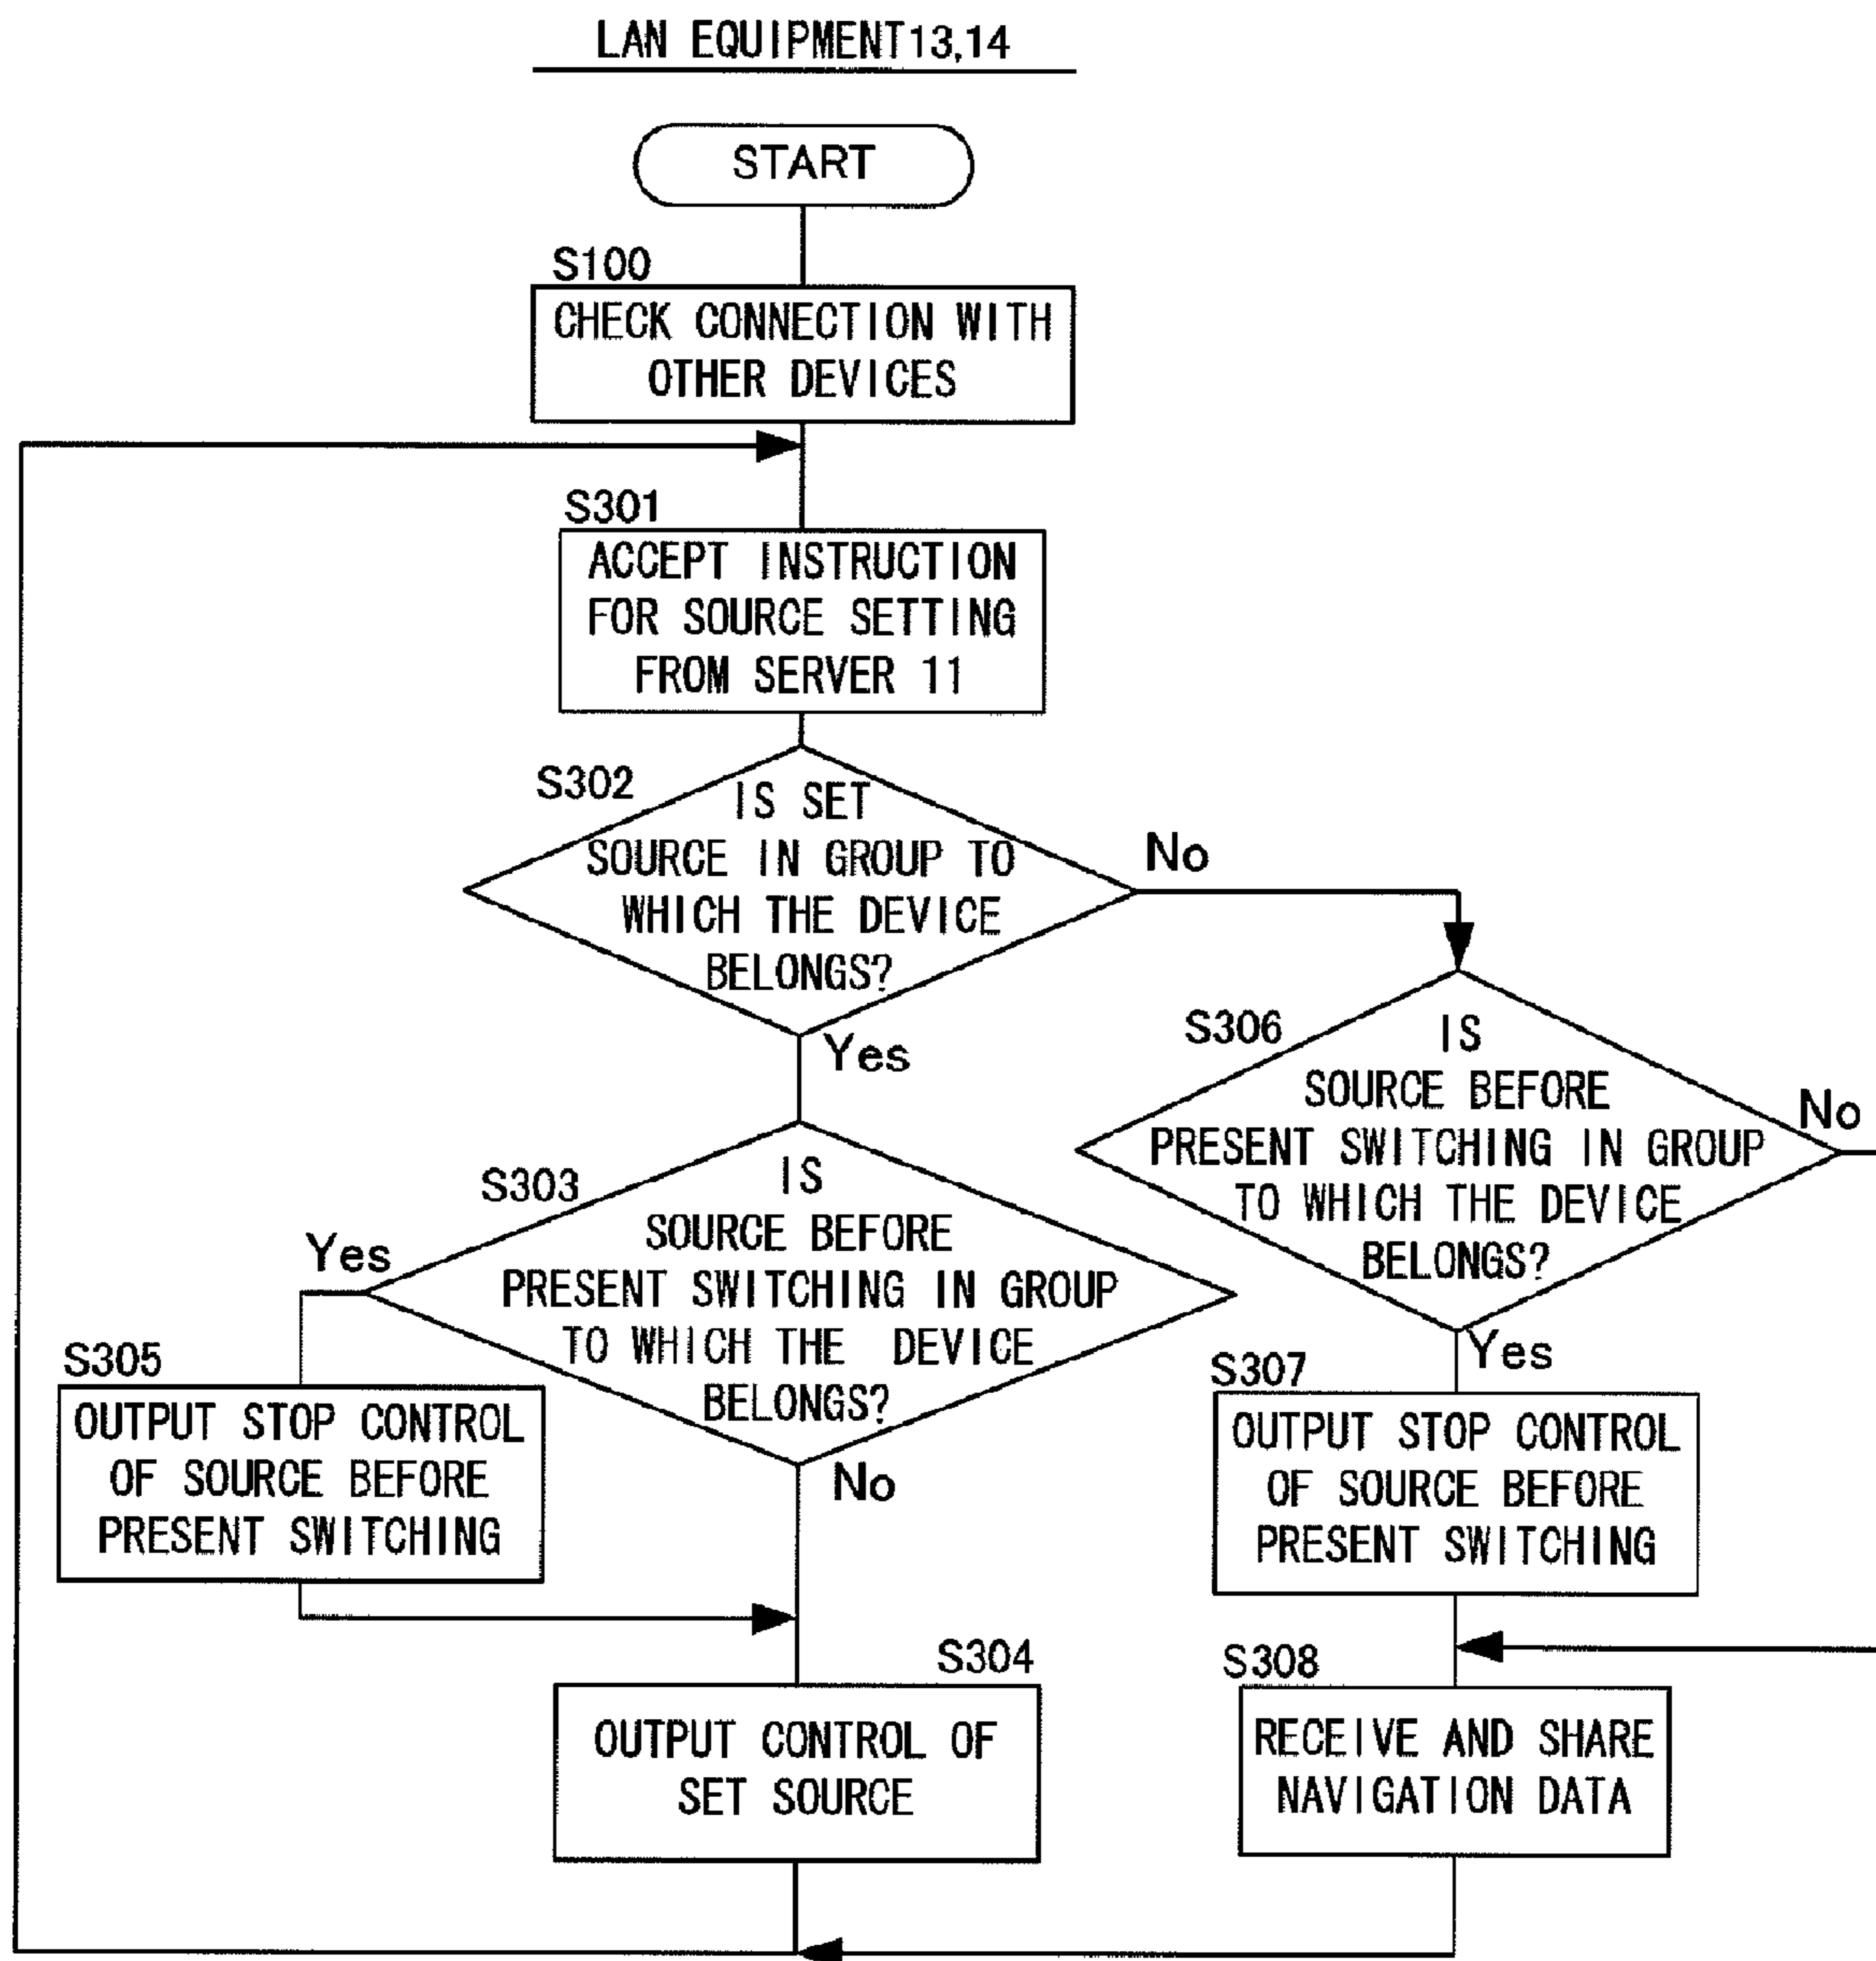 LAN EQUIPMENT13,14
START
S100
CHECK CONNECTION WITH
OTHER DEVICES
S301
ACCEPT INSTRUCTION
FOR SOURCE SETTING
FROM SERVER 11
S302
IS SET
SOURCE IN GROUP TO
WHICH THE DEVICE
BELONGS?
No
Yes
S306
IS
SOURCE BEFORE
PRESENT SWITCHING IN GROUP
TO WHICH THE DEVICE
BELONGS?
No
Yes
S303
IS
SOURCE BEFORE
PRESENT SWITCHING IN GROUP
TO WHICH THE DEVICE
BELONGS?
Yes
No
S305
OUTPUT STOP CONTROL
OF SOURCE BEFORE
PRESENT SWITCHING
S307
OUTPUT STOP CONTROL
OF SOURCE BEFORE
PRESENT SWITCHING
S304
OUTPUT CONTROL OF
SET SOURCE
S308
RECEIVE AND SHARE
NAVIGATION DATA